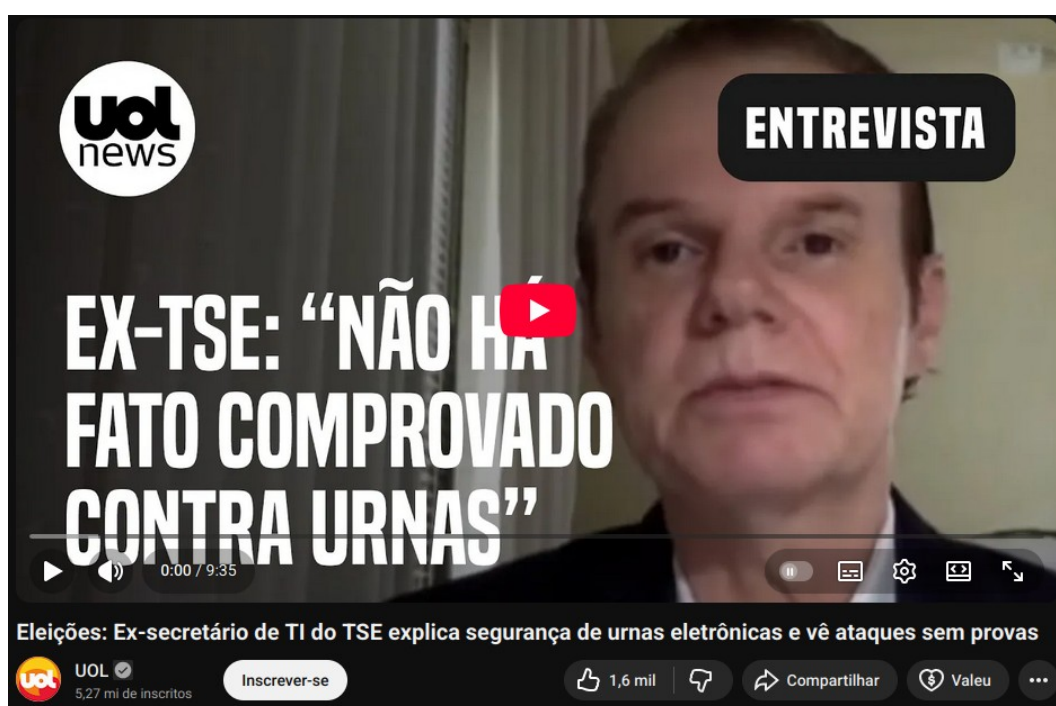 uol
news
ENTREVISTA
EX-TSE: “NÃO HÁ
FATO COMPROVADO
CONTRA URNAS”
0:00 / 9:35
Eleições: Ex-secretário de TI do TSE explica segurança de urnas eletrônicas e vê ataques sem provas
uol
UOL
5,27 mi de inscritos
Inscrever-se
1,6 mil
Compartilhar
Valeu